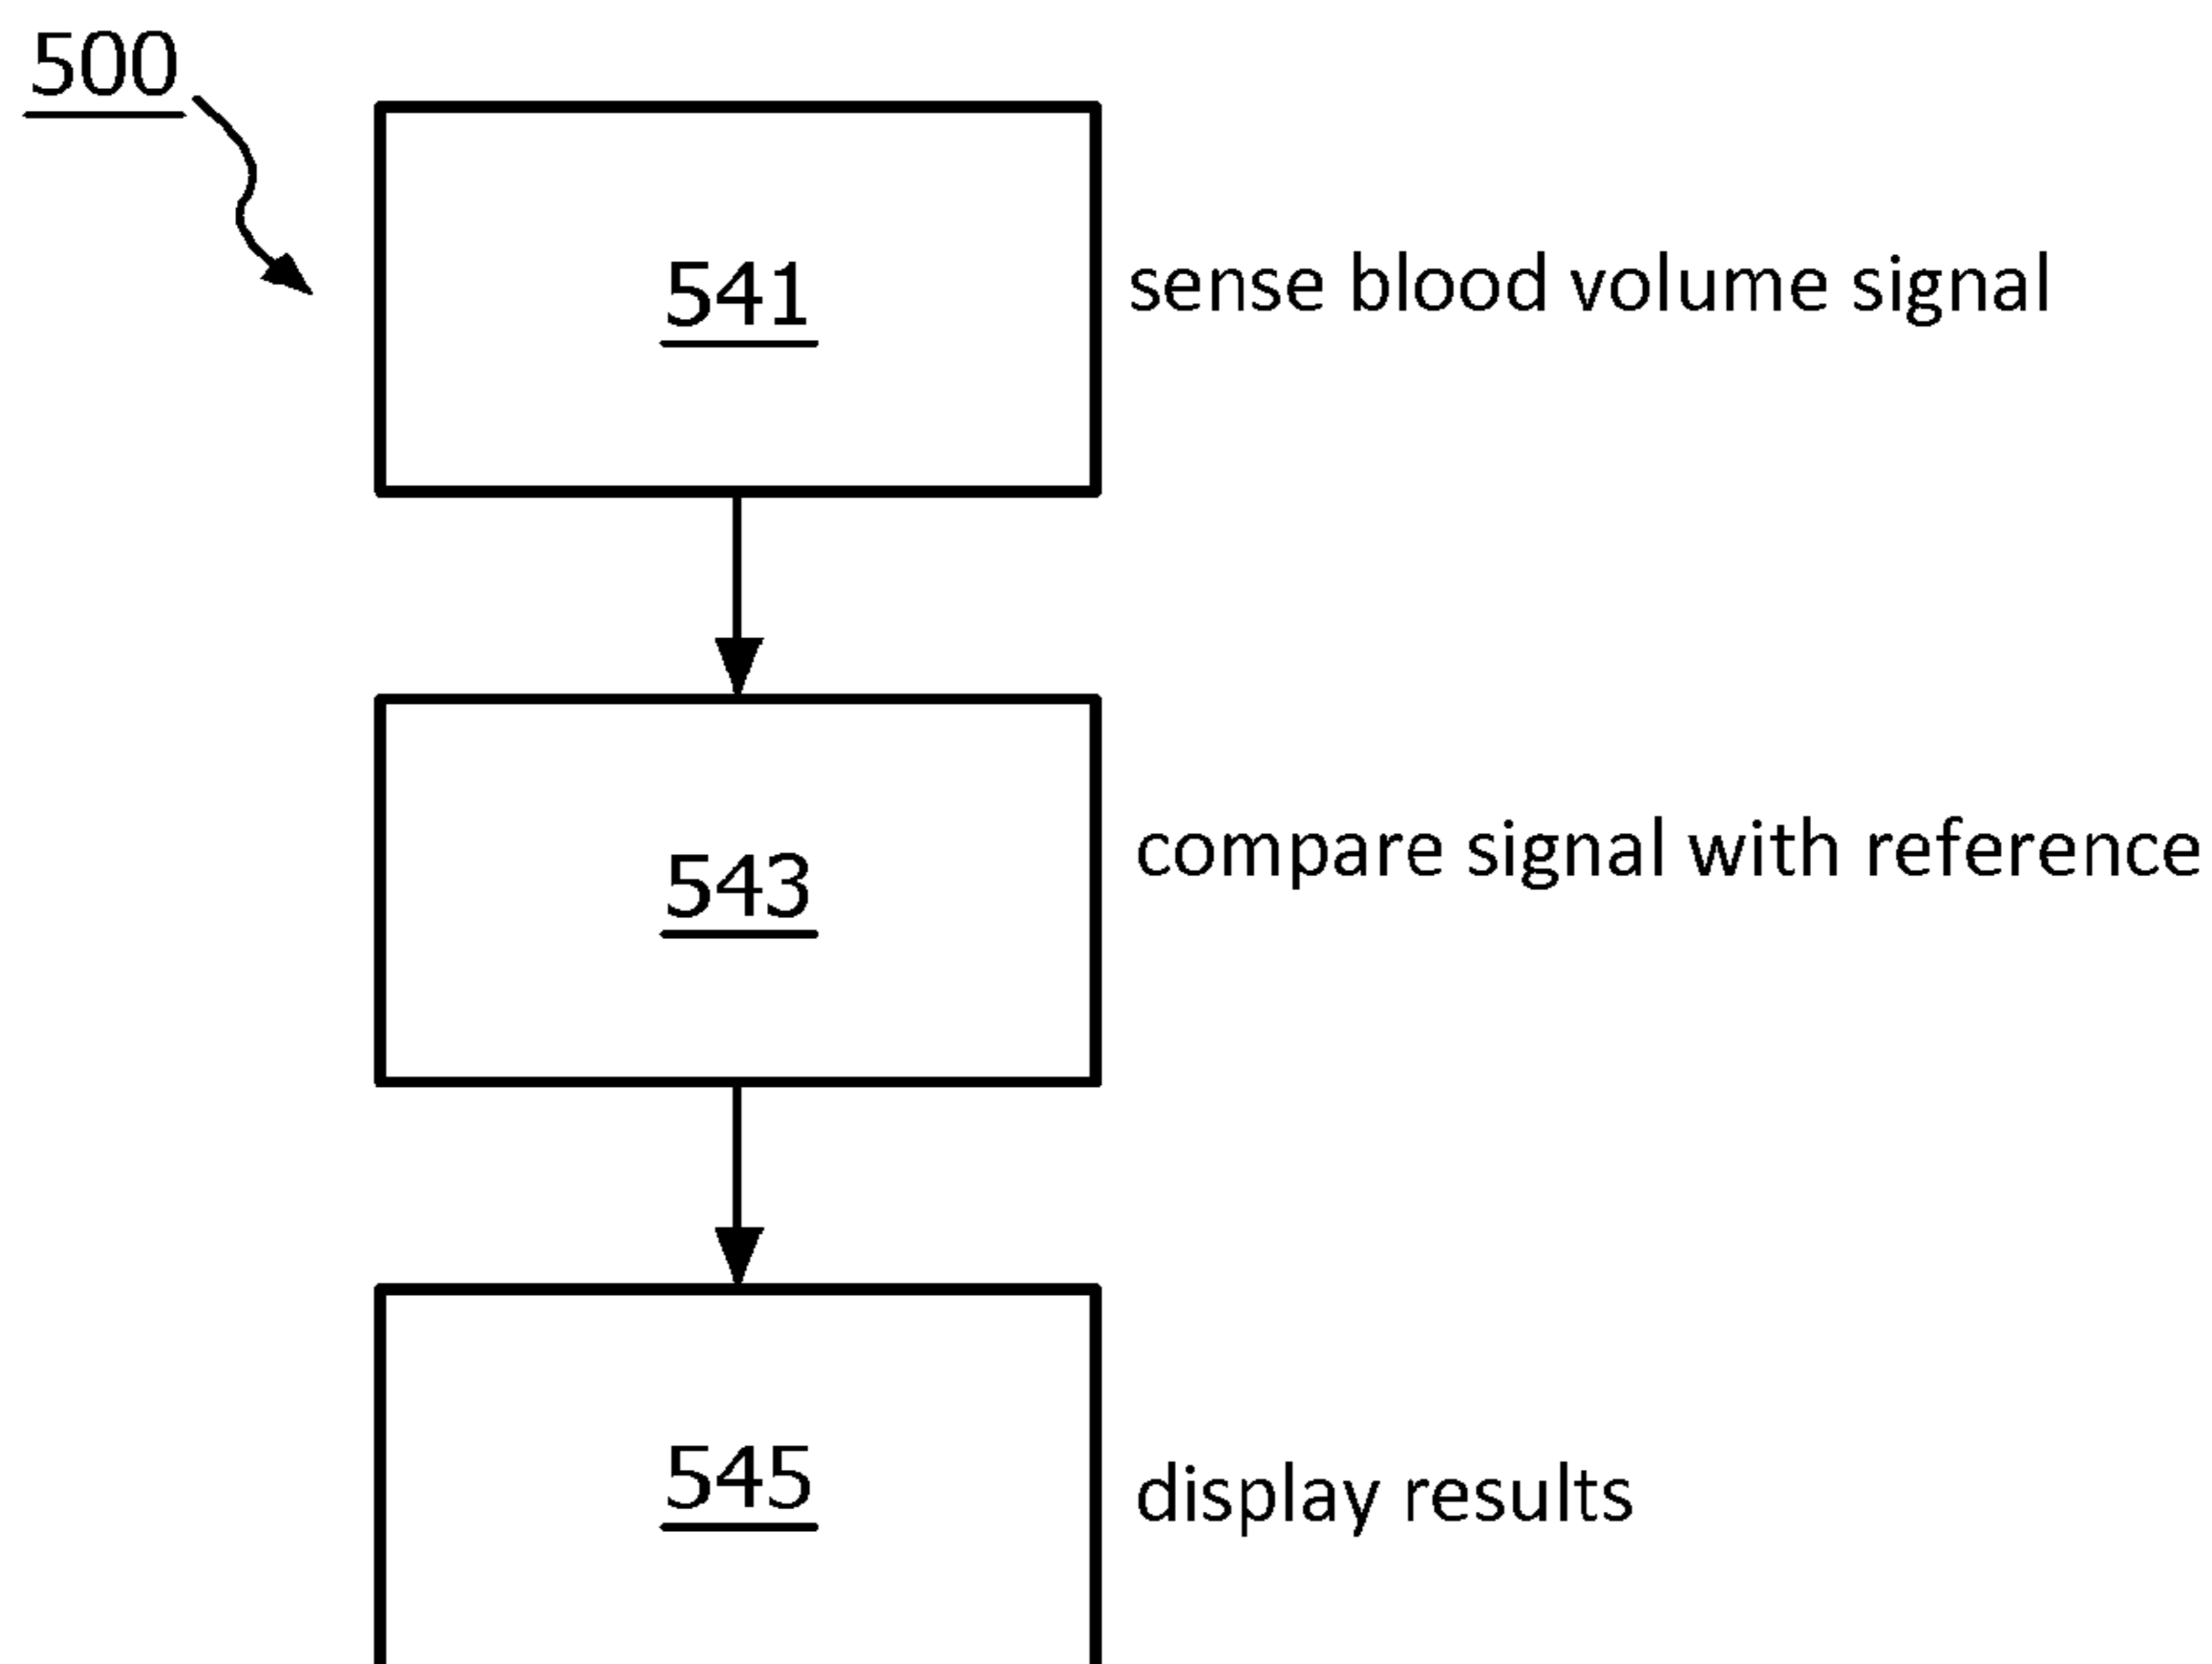 500
541
sense blood volume signal
543
compare signal with reference
545
display results